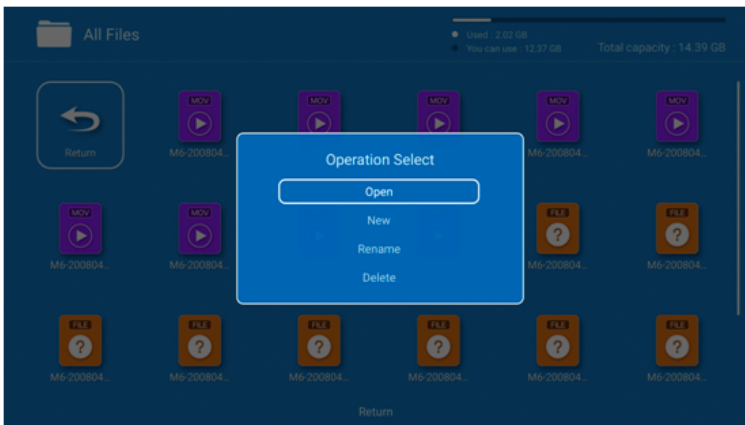 All Files
Used : 2.02 GB
You can use : 12.37 GB
Total capacity : 14.39 GB
MOV
MOV
MOV
MOV
MOV
Return
M6-200804...
M6-200804...
M6-200804...
Operation Select
Open
New
Rename
Delete
MOV
MOV
FILE
FILE
M6-200804...
M6-200804...
M6-200804...
M6-200804...
FILE
FILE
FILE
FILE
FILE
FILE
M6-200804...
M6-200804...
M6-200804...
M6-200804...
M6-200804...
M6-200804...
Return